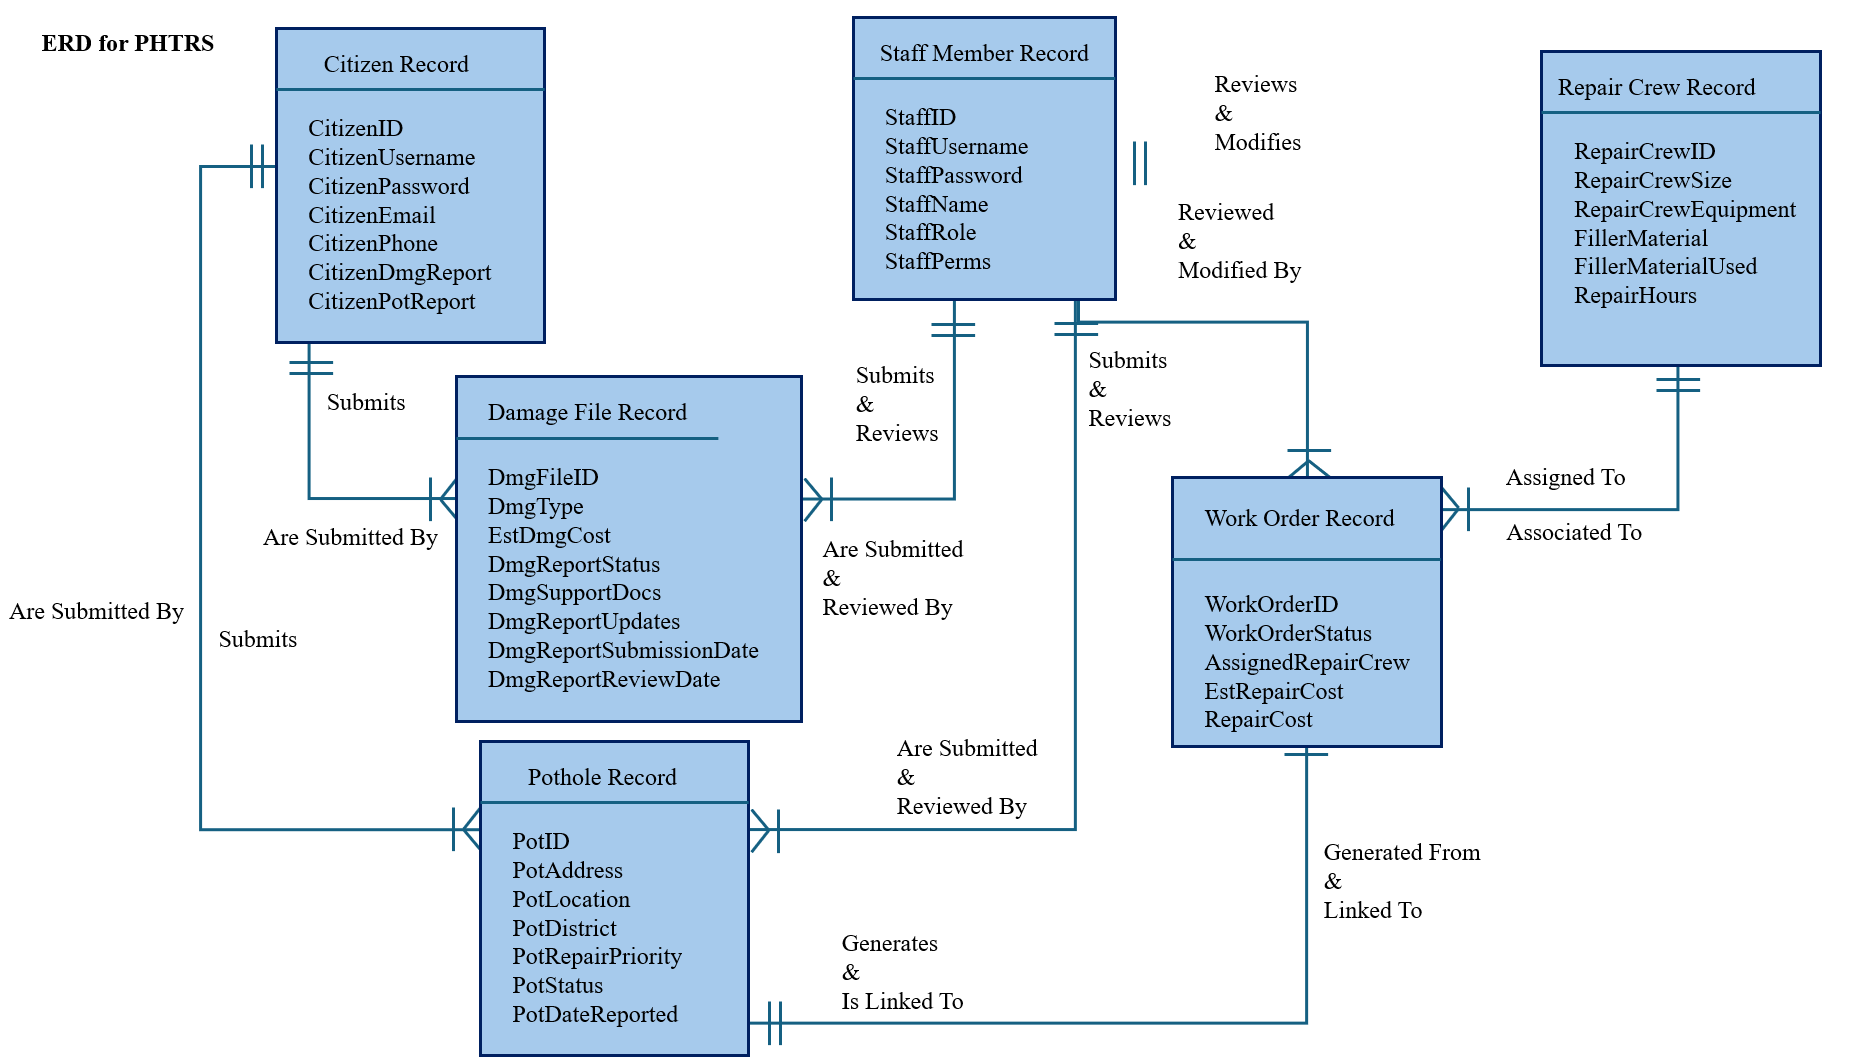 ERD for PHTRS
Citizen Record
CitizenID
CitizenUsername
CitizenPassword
CitizenEmail
CitizenPhone
CitizenDmgReport
CitizenPotReport
Staff Member Record
StaffID
StaffUsername
StaffPassword
StaffName
StaffRole
StaffPerms
Reviews
&
Modifies
Reviewed
&
Modified By
Repair Crew Record
RepairCrewID
RepairCrewSize
RepairCrewEquipment
FillerMaterial
FillerMaterialUsed
RepairHours
Submits
Are Submitted By
Damage File Record
DmgFileID
DmgType
EstDmgCost
DmgReportStatus
DmgSupportDocs
DmgReportUpdates
DmgReportSubmissionDate
DmgReportReviewDate
Submits
&
Reviews
Are Submitted
&
Reviewed By
Submits
&
Reviews
Work Order Record
WorkOrderID
WorkOrderStatus
AssignedRepairCrew
EstRepairCost
RepairCost
Assigned To
Associated To
Are Submitted By
Submits
Pothole Record
PotID
PotAddress
PotLocation
PotDistrict
PotRepairPriority
PotStatus
PotDateReported
Are Submitted
&
Reviewed By
Generates
&
Is Linked To
Generated From
&
Linked To